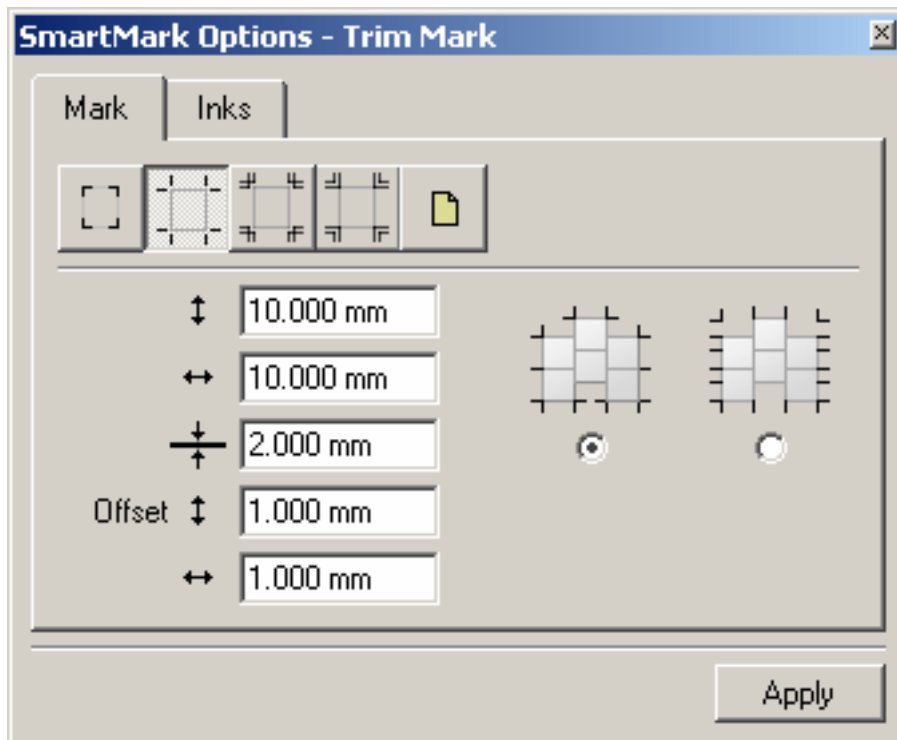 SmartMark Options - Trim Mark
Mark Inks
10.000 mm
10.000 mm
2.000 mm
Offset 1.000 mm
1.000 mm
Apply